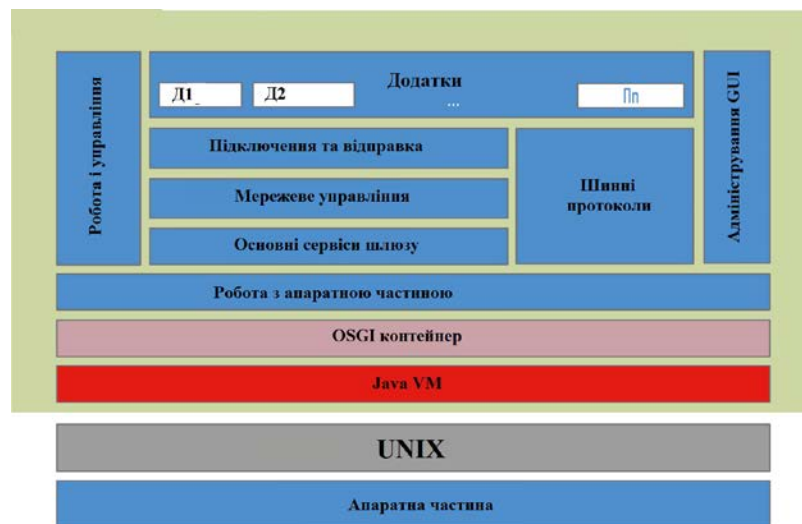 Робота і управління
Додатки
Д1
Д2
...
Пп
Адміністрування GUI
Підключення та відправка
Мережеве управління
Основні сервіси шлюзу
Шинні
протоколи
Робота з апаратною частиною
OSGI контейнер
Java VM
UNIX
Апаратна частина